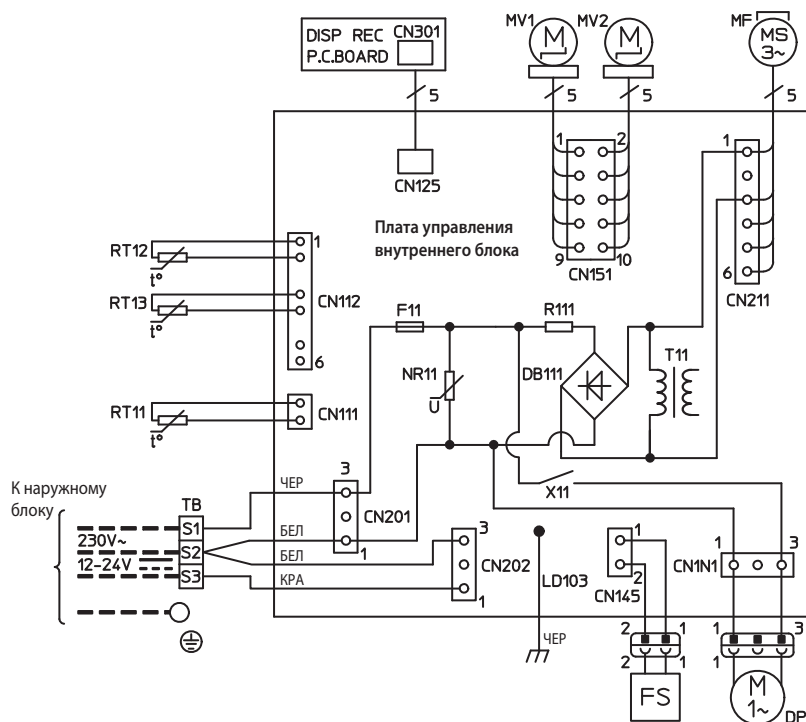 MV1
MV2
MF
DISP REC CN301
P.C.BOARD
M
M
MS
3~
5
5
5
5
1
2
1
CN125
Плата управления
внутреннего блока
RT12
t°
1
9
10
CN151
6
CN211
RT13
t°
CN112
6
F11
R111
T11
NR11
U
DB111
RT11
t°
CN111
К наружному
блоку
TB
ЧЕР
3
CN201
X11
S1
230V~
S2
БЕЛ
1
БЕЛ
3
12-24V
S3
КРА
CN202
1
LD103
1
2
CN145
1
3
CN1N1
ЧЕР
2
1
1
3
2
1
1
FS
M
1~
DP